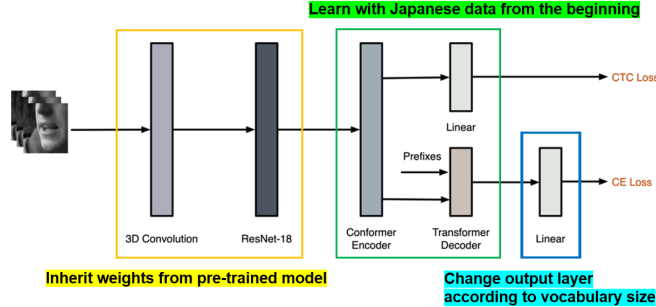 Learn with Japanese data from the beginning
CTC Loss
Linear
Prefixes
CE Loss
3D Convolution
ResNet-18
Conformer
Encoder
Transformer
Decoder
Linear
Inherit weights from pre-trained model
Change output layer
according to vocabulary size